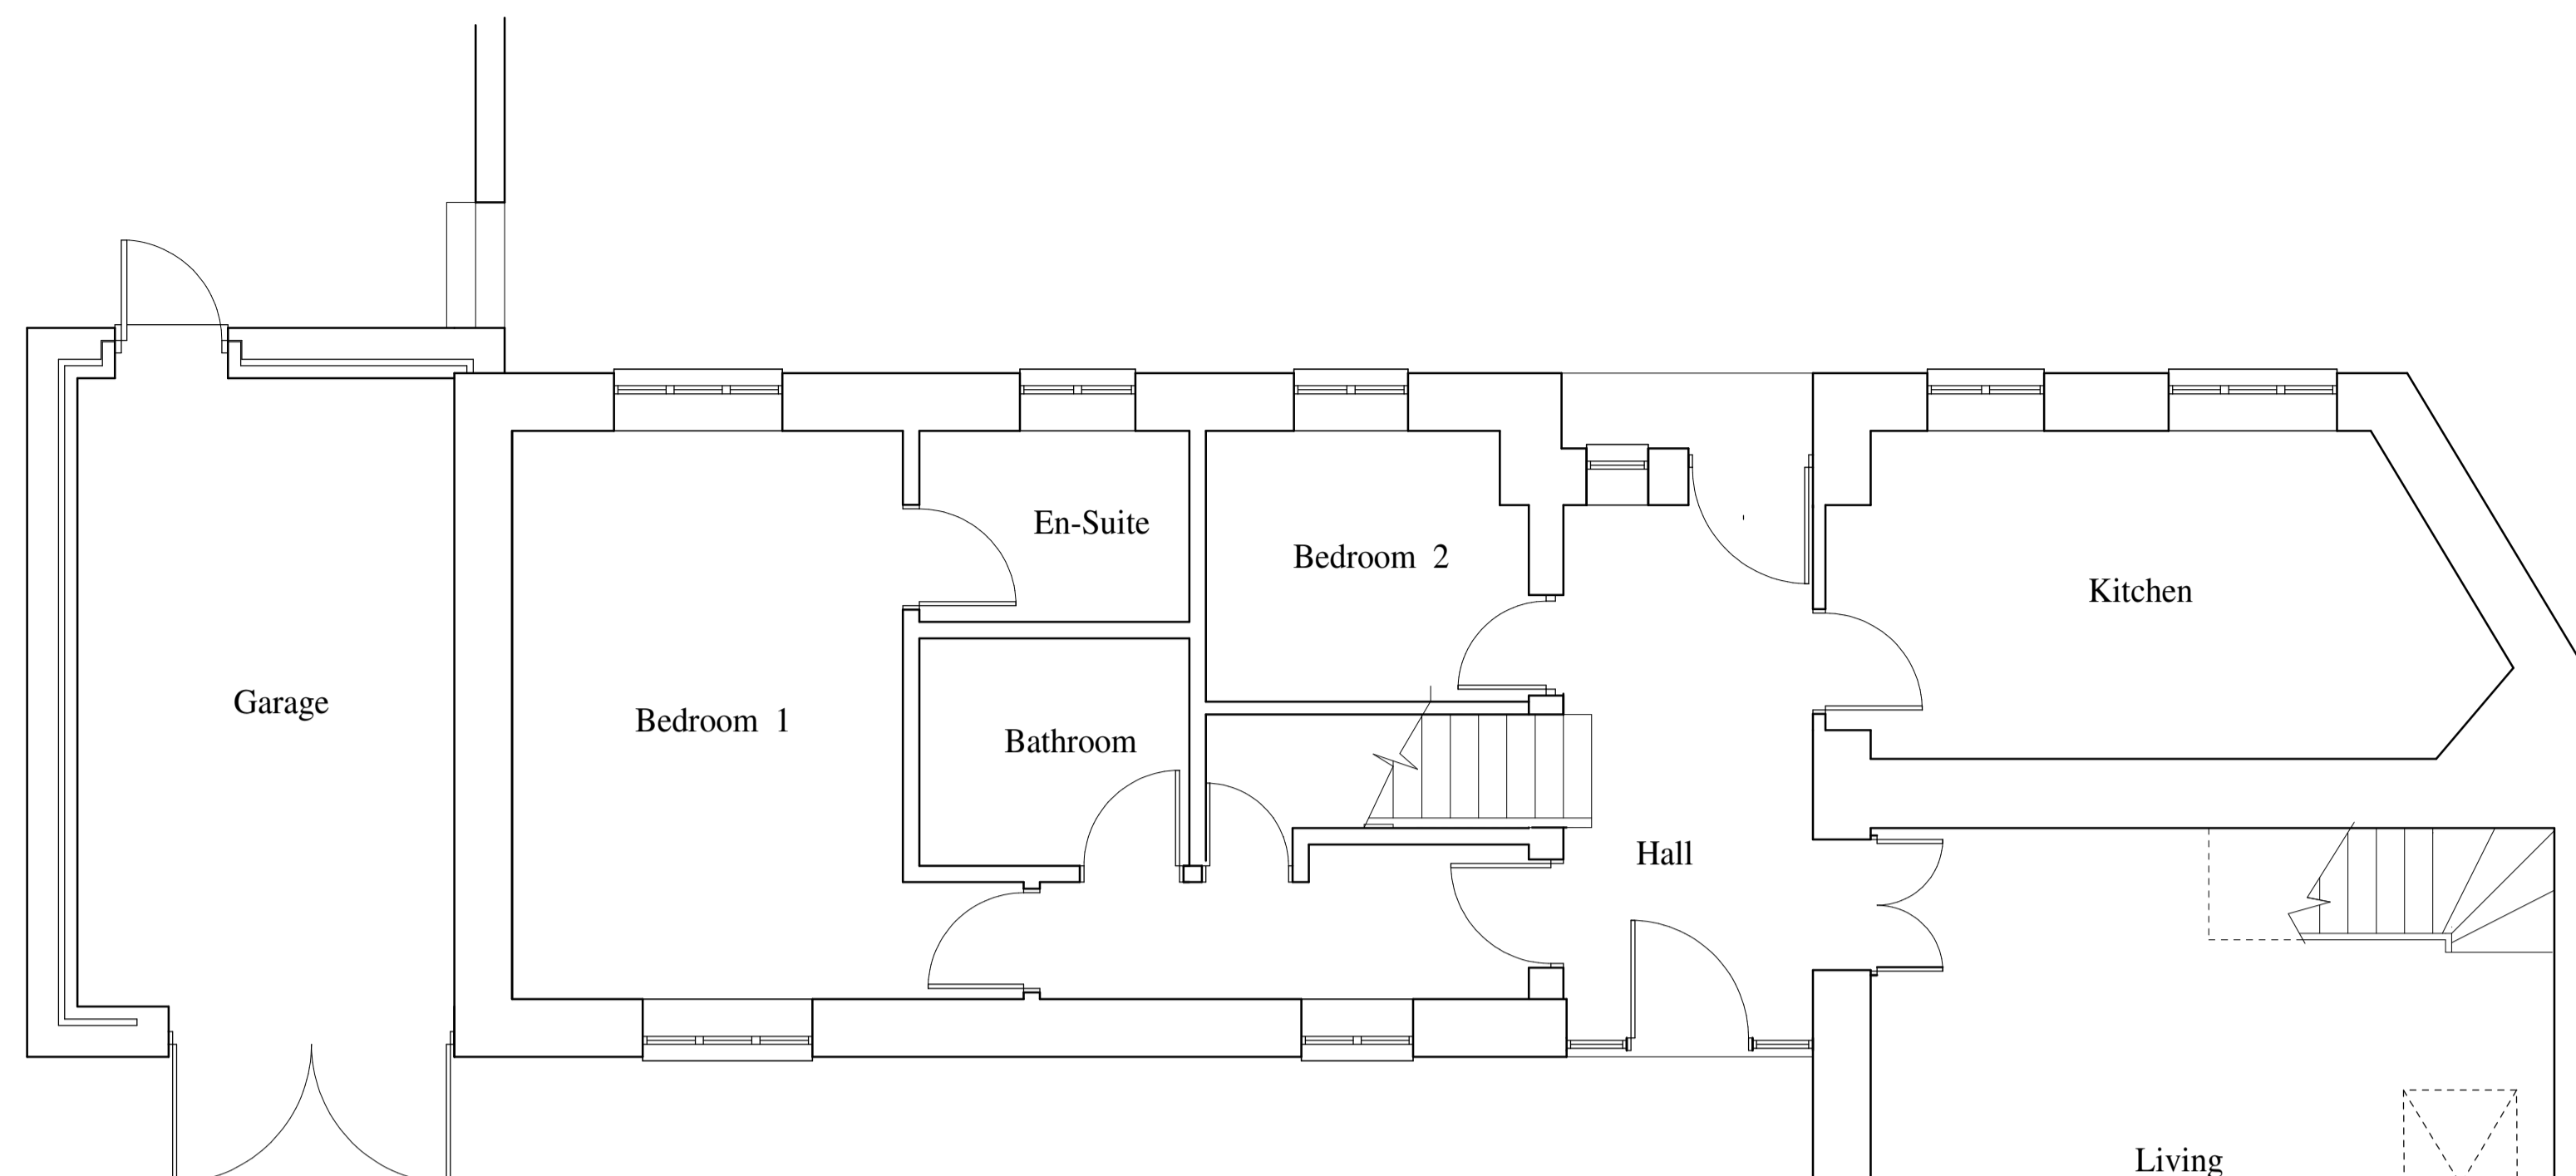 En-Suite
Bedroom 2
Kitchen
Garage
Bedroom 1
Bathroom
Hall
Living